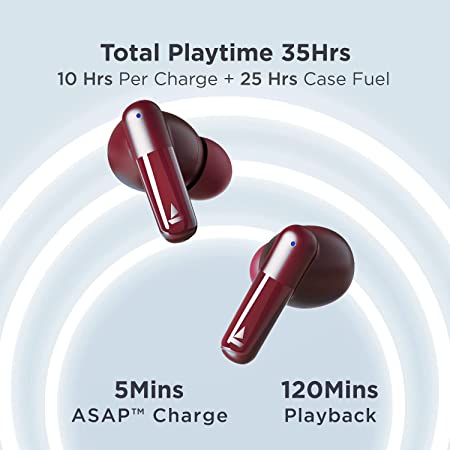 Total Playtime 35Hrs
10 Hrs Per Charge + 25 Hrs Case Fuel
5Mins
ASAP™ Charge
120Mins
Playback